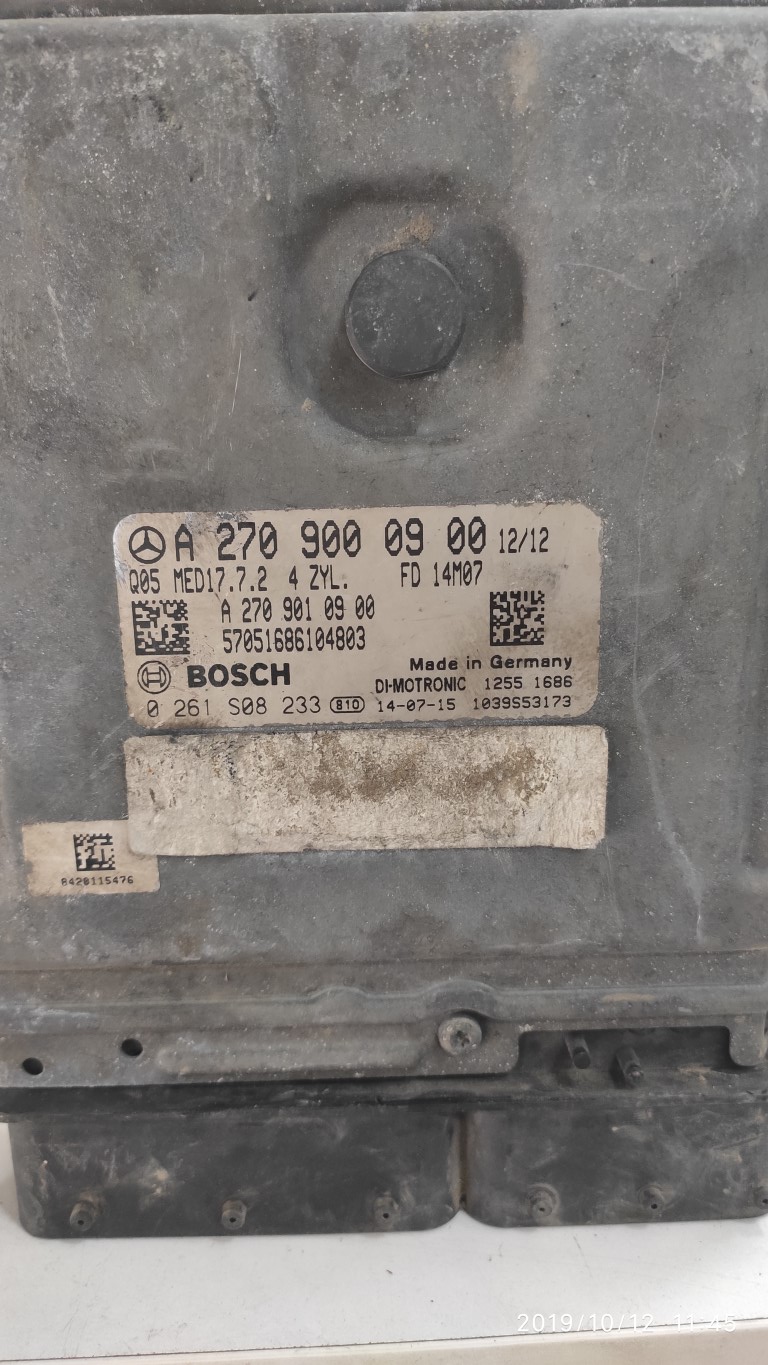 A 270 900 09 00 12/12
Q05 MED17.7.2 4 ZYL. FD 14M07
A 270 901 09 00
57051686104803
BOSCH Made in Germany
DI-MOTRONIC 1255 1686
0 261 S08 233 810 14-07-15 1039S53173
8428115476
2019/10/12 11:45